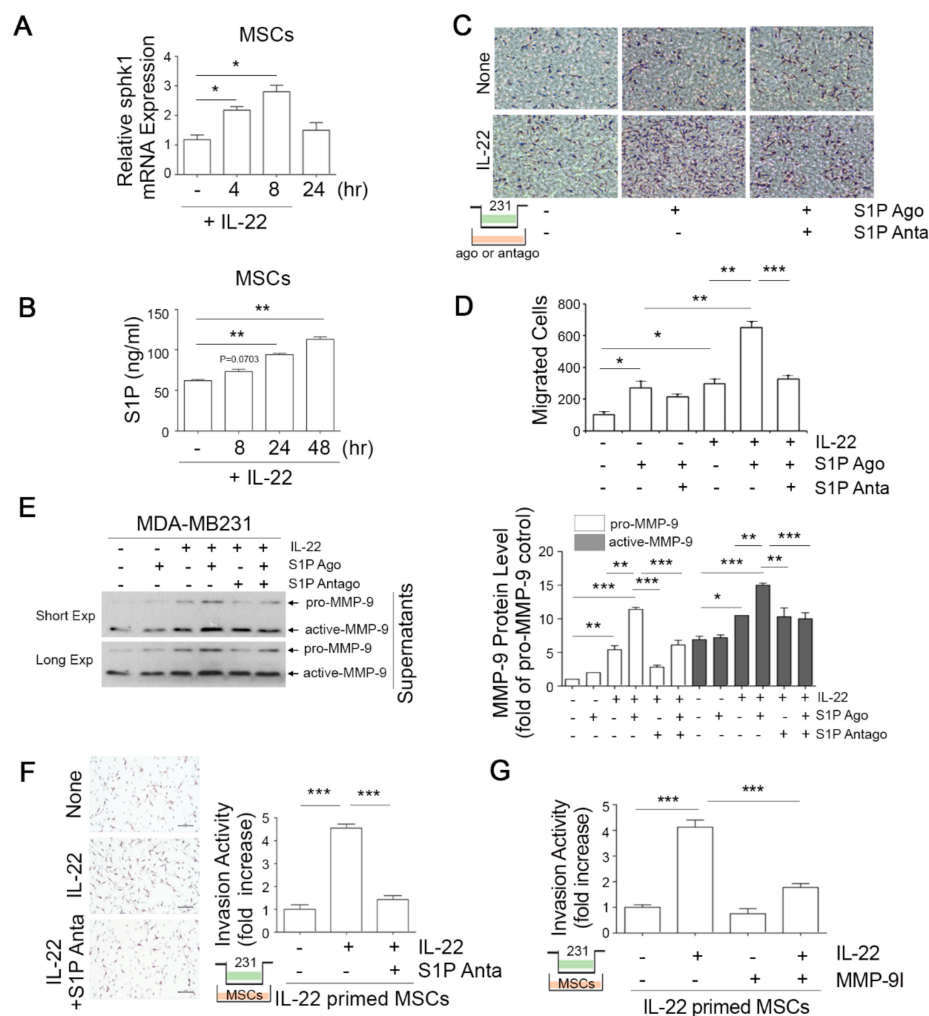 A
MSCs
Relative sphk1
mRNA Expression
4
3
2
1
0
*
*
- 4 8 24 (hr)
+ IL-22
B
MSCs
S1P (ng/ml)
150
100
50
0
**
**
P=0.0703
- 8 24 48 (hr)
+ IL-22
C
None
IL-22
231
ago or antago
- + + S1P Ago
- - + S1P Anta
D
Migrated Cells
800
600
400
200
0
** ***
**
*
*
- - - + + + IL-22
- + + - + + S1P Ago
- - + - - + S1P Anta
E
MDA-MB231
- - + + + + IL-22
- + - + - + S1P Ago
- - - - + + S1P Antago
Short Exp
pro-MMP-9
active-MMP-9
Long Exp
pro-MMP-9
active-MMP-9
Supernatants
pro-MMP-9
active-MMP-9
MMP-9 Protein Level
(fold of pro-MMP-9 cotrol)
20
15
10
5
0
** ***
** *** *** **
*** ***
** *
- - + + + + - - + + + + IL-22
- + - + - + - + - + - + S1P Ago
- - - - + + - - - - + + S1P Antago
F
None
IL-22
IL-22
+S1P Anta
Invasion Activity
(fold increase)
5
4
3
2
1
0
*** ***
- + + IL-22
- - + S1P Anta
231
MSCs
IL-22 primed MSCs
G
Invasion Activity
(fold increase)
5
4
3
2
1
0
*** ***
- + - + IL-22
- - + + MMP-9I
231
MSCs
IL-22 primed MSCs